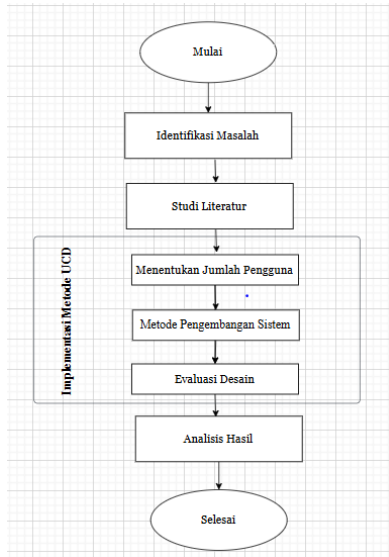 Mulai
Identifikasi Masalah
Studi Literatur
Implementasi Metode UCD
Menentukan Jumlah Pengguna
Metode Pengembangan Sistem
Evaluasi Desain
Analisis Hasil
Selesai